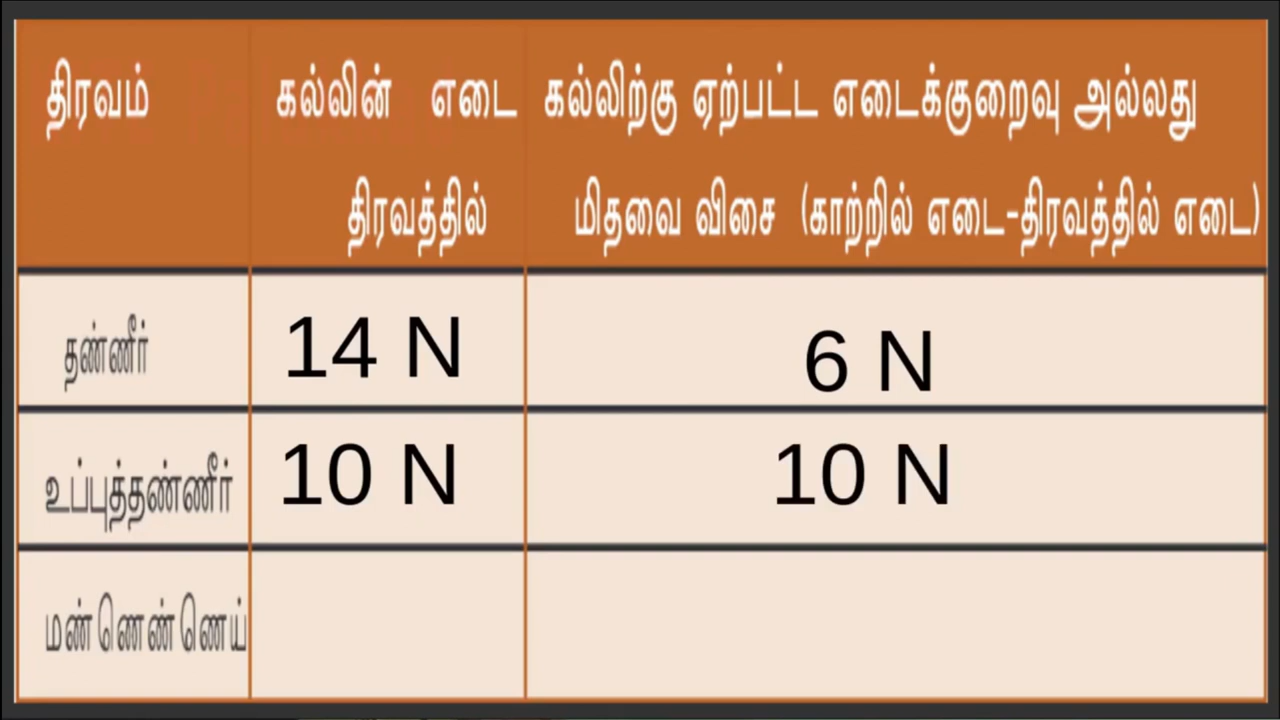 திரவம்
கல்லின் எடை
திரவத்தில்
கல்லிற்கு ஏற்பட்ட எடைக்குறைவு அல்லது
மிதவை விசை (காற்றில் எடை-திரவத்தில் எடை)
தண்ணீர்
14 N
6 N
உப்புத்தண்ணீர்
10 N
10 N
மண்ணெண்ணெய்